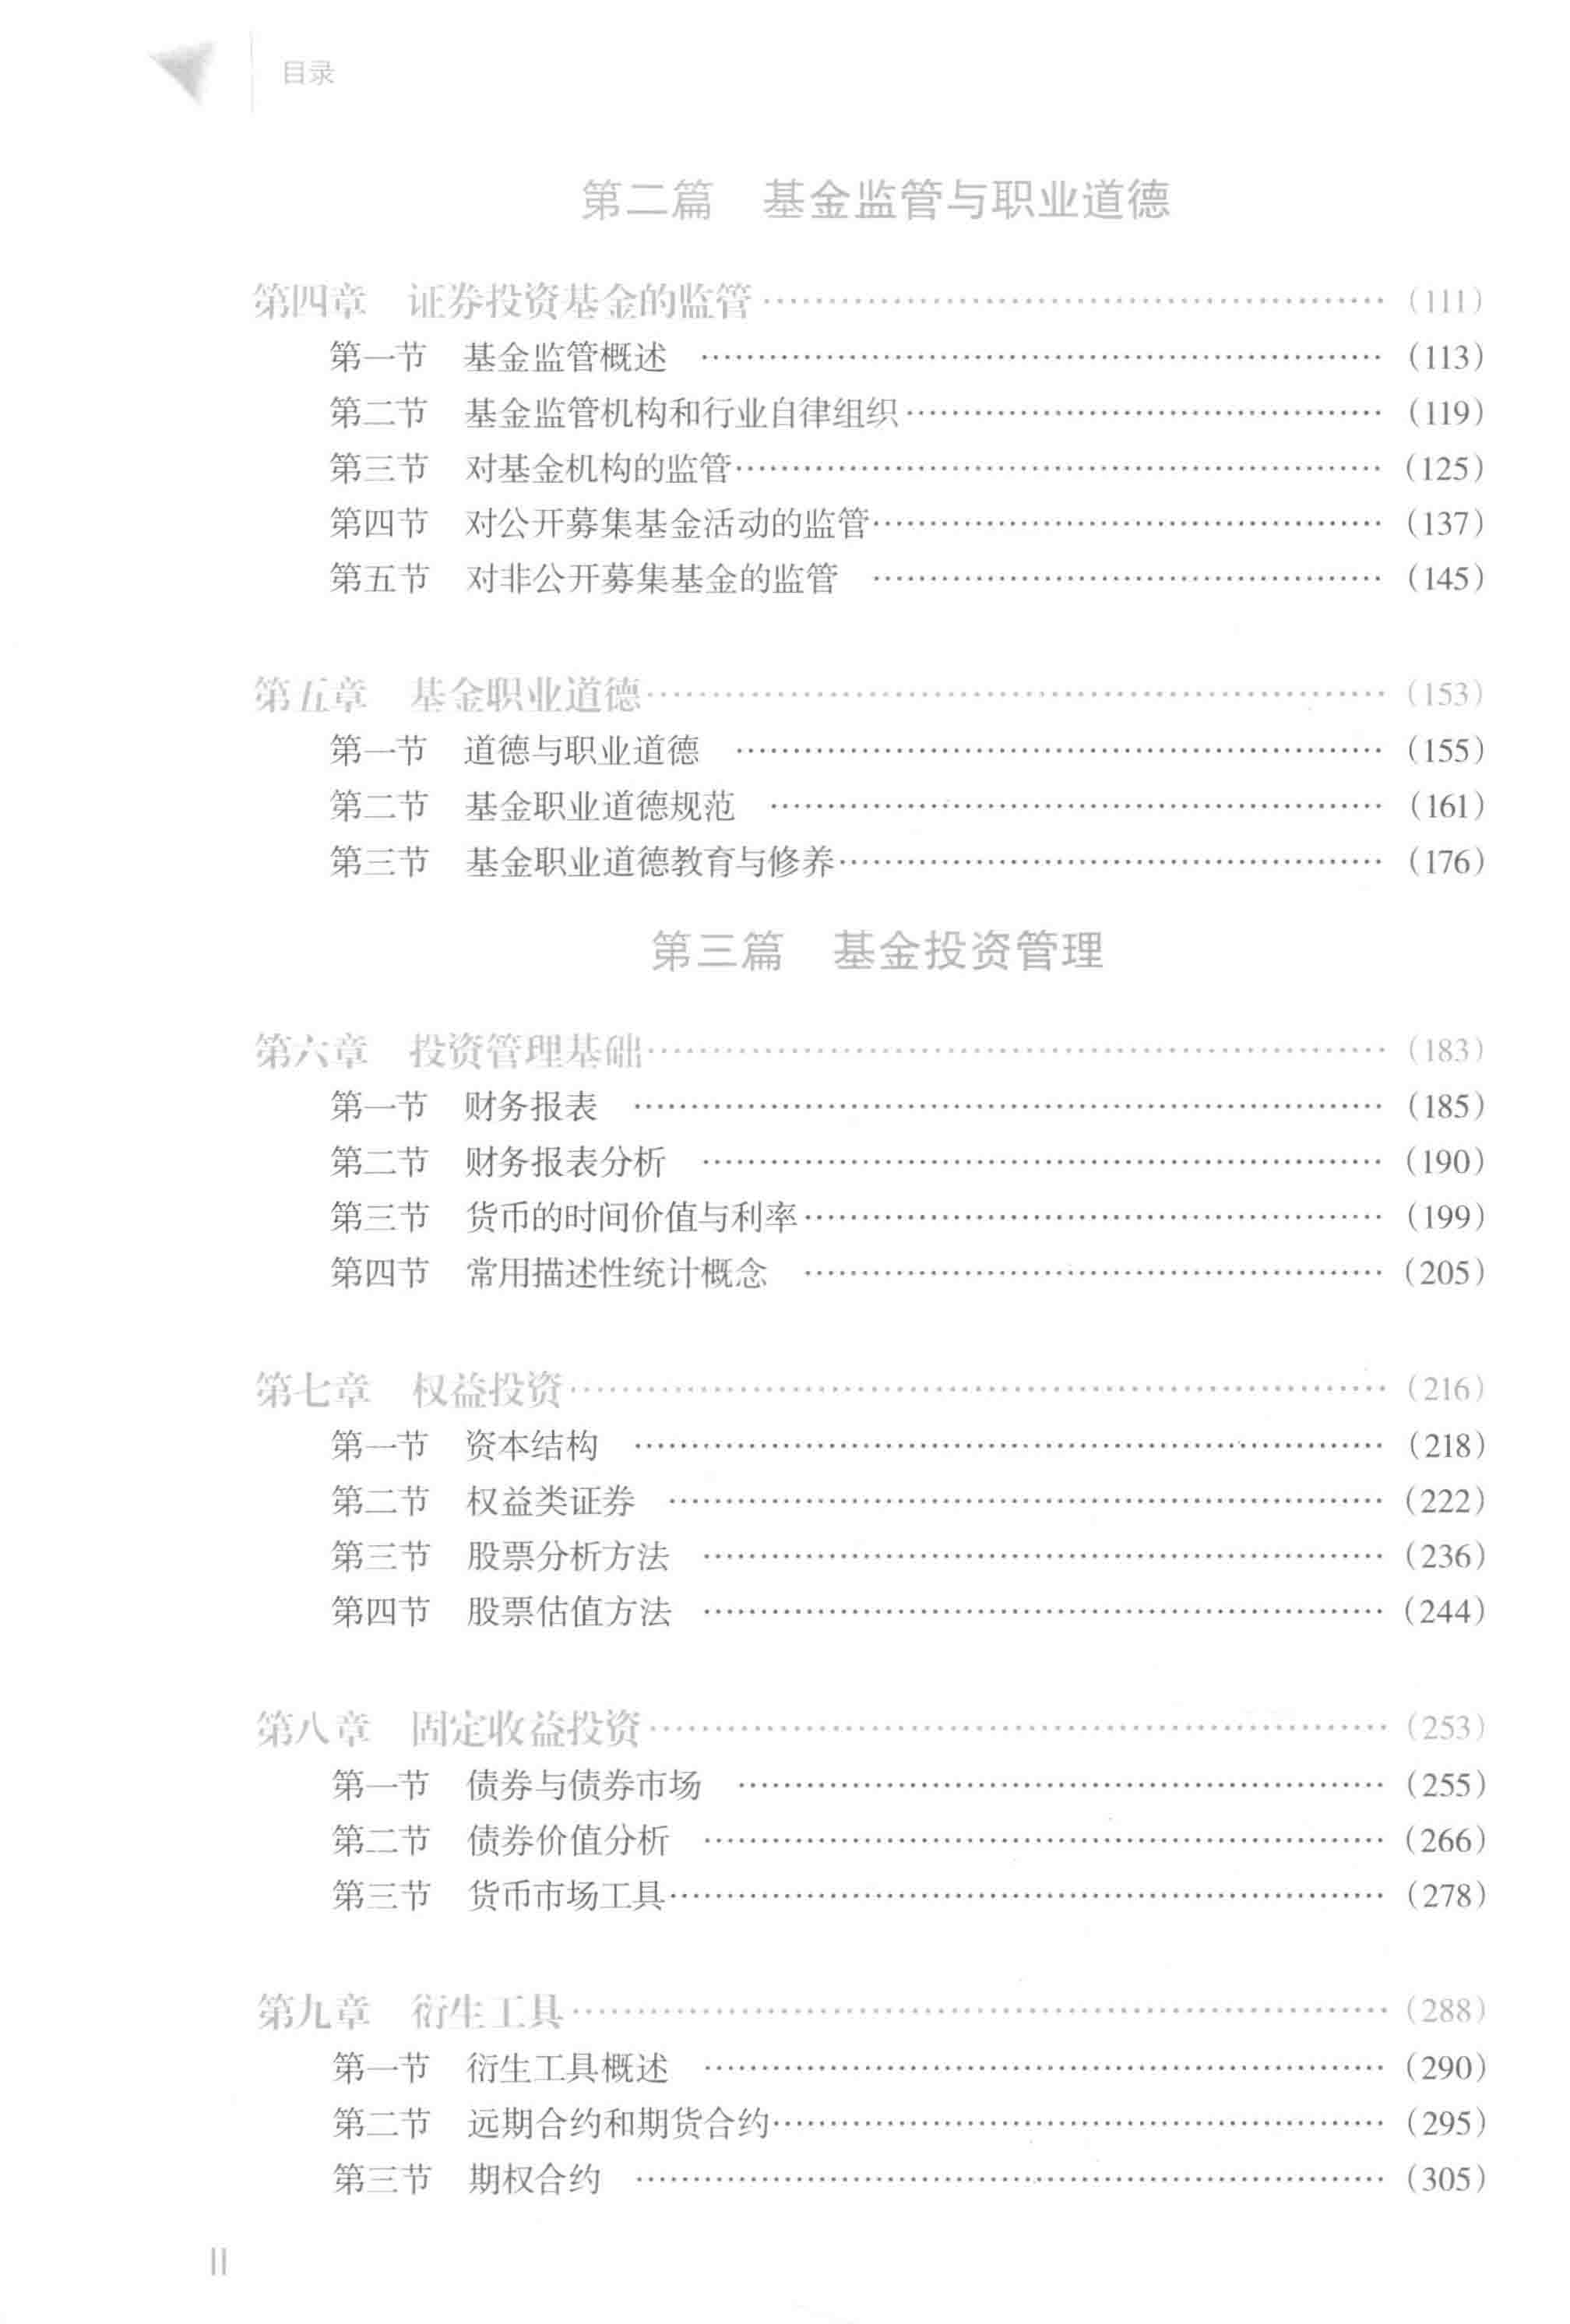 目录
第二篇 基金监管与职业道德
第四章 证券投资基金的监管…………………………………………（111）
第一节 基金监管概述 …………………………………………（113）
第二节 基金监管机构和行业自律组织…………………………………………（119）
第三节 对基金机构的监管…………………………………………（125）
第四节 对公开募集基金活动的监管…………………………………………（137）
第五节 对非公开募集基金的监管 …………………………………………（145）
第五章 基金职业道德…………………………………………（153）
第一节 道德与职业道德 …………………………………………（155）
第二节 基金职业道德规范 …………………………………………（161）
第三节 基金职业道德教育与修养…………………………………………（176）
第三篇 基金投资管理
第六章 投资管理基础…………………………………………（183）
第一节 财务报表 …………………………………………（185）
第二节 财务报表分析 …………………………………………（190）
第三节 货币的时间价值与利率…………………………………………（199）
第四节 常用描述性统计概念 …………………………………………（205）
第七章 权益投资…………………………………………（216）
第一节 资本结构 …………………………………………（218）
第二节 权益类证券 …………………………………………（222）
第三节 股票分析方法 …………………………………………（236）
第四节 股票估值方法 …………………………………………（244）
第八章 固定收益投资…………………………………………（253）
第一节 债券与债券市场 …………………………………………（255）
第二节 债券价值分析 …………………………………………（266）
第三节 货币市场工具…………………………………………（278）
第九章 衍生工具…………………………………………（288）
第一节 衍生工具概述 …………………………………………（290）
第二节 远期合约和期货合约…………………………………………（295）
第三节 期权合约 …………………………………………（305）
II